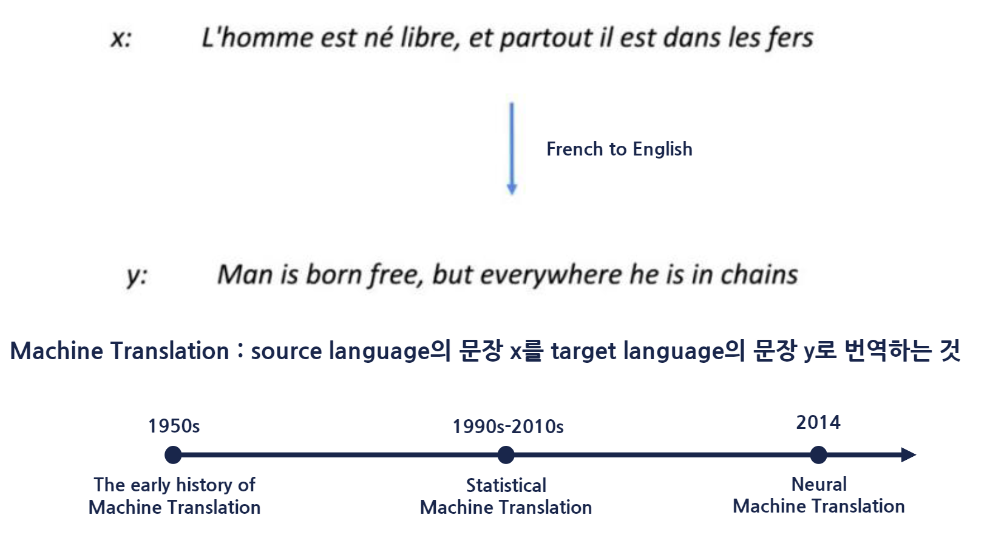 x: L'homme est né libre, et partout il est dans les fers
French to English
y: Man is born free, but everywhere he is in chains
Machine Translation : source language의 문장 x를 target language의 문장 y로 번역하는 것
1950s
1990s-2010s
2014
The early history of
Machine Translation
Statistical
Machine Translation
Neural
Machine Translation